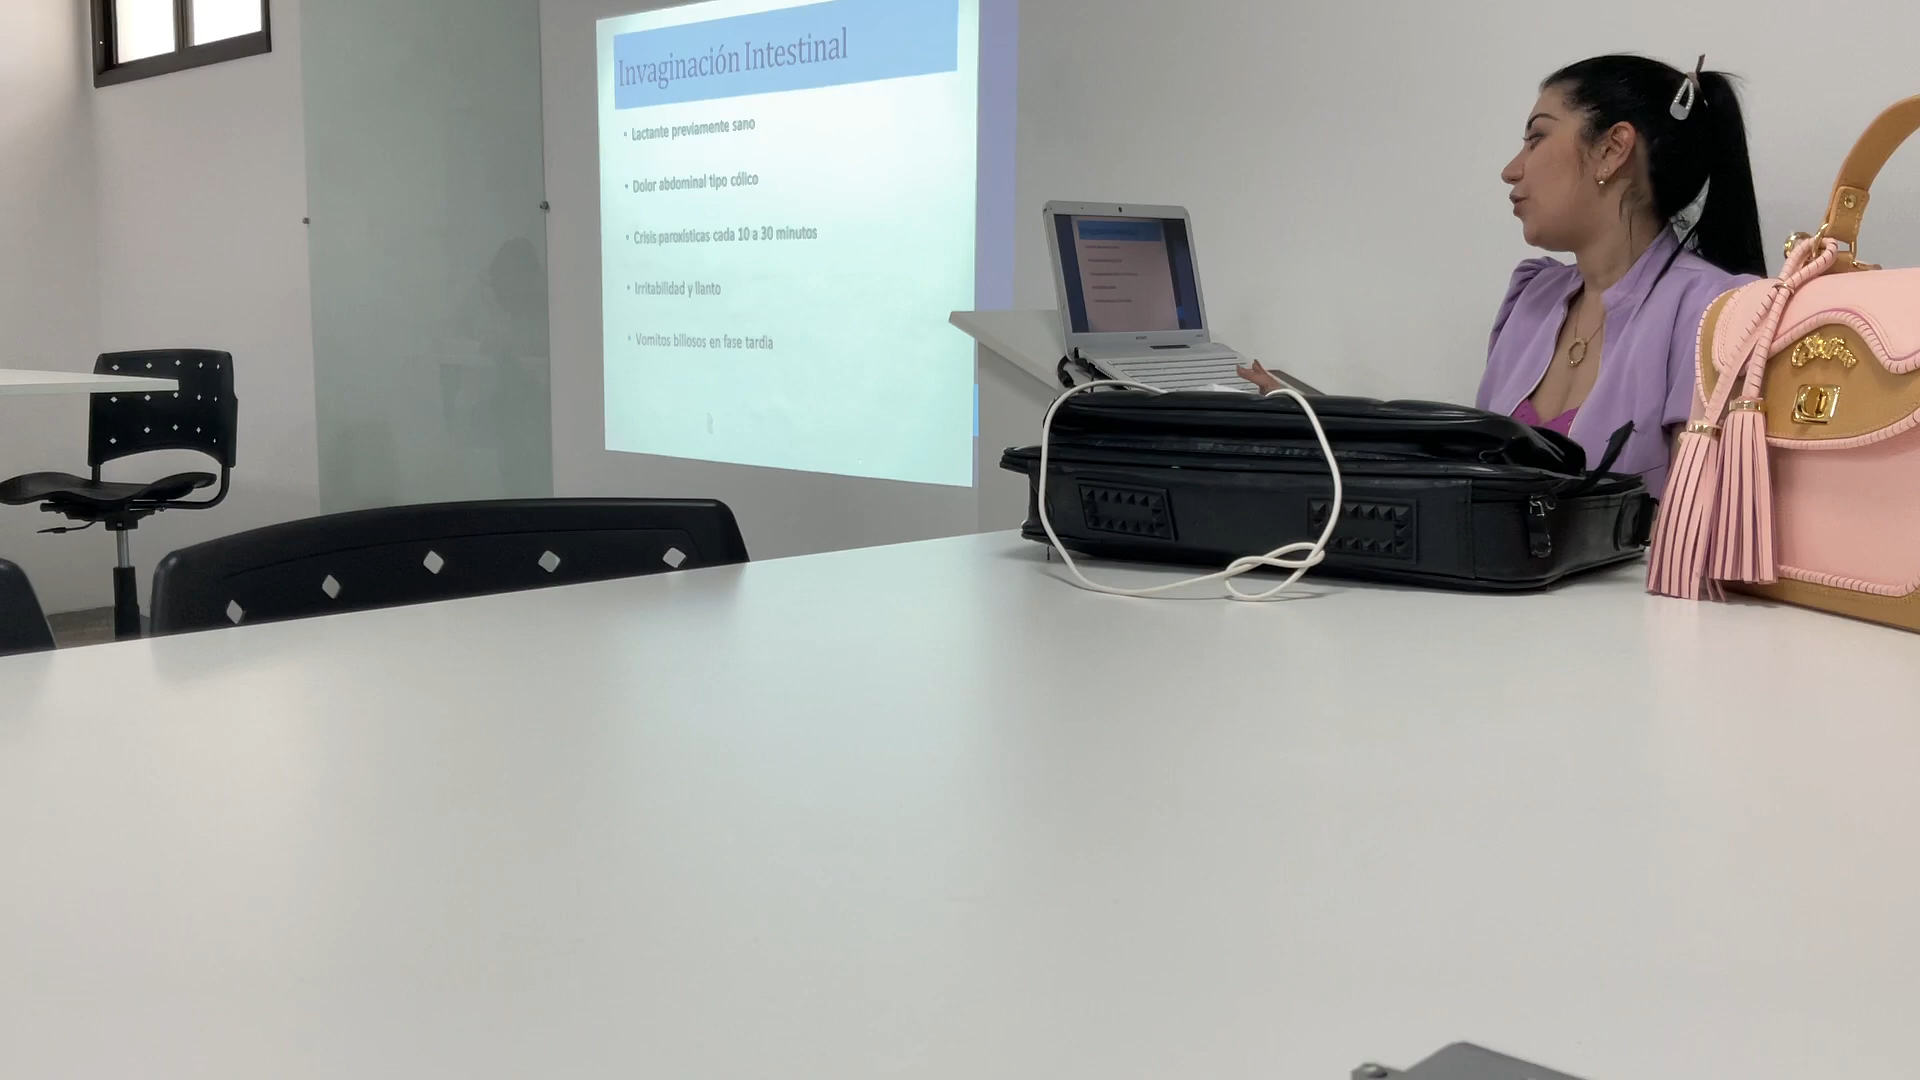 Invaginación Intestinal
• Lactante previamente sano
• Dolor abdominal tipo cólico
• Crisis paroxísticas cada 10 a 30 minutos
• Irritabilidad y llanto
• Vomitos biliosos en fase tardia